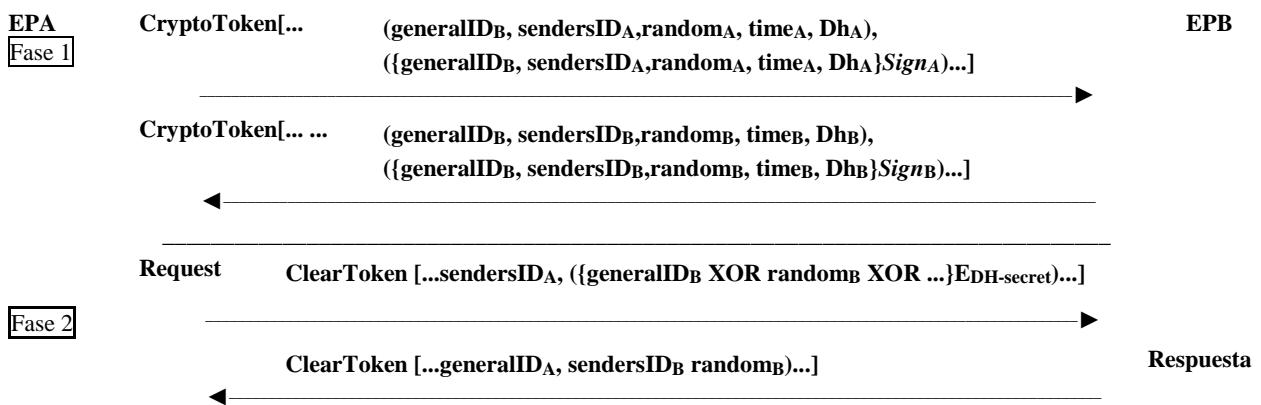 EPA CryptoToken[... (generalIDB, sendersIDA,randomA, timeA, DhA), EPB
Fase 1 ({generalIDB, sendersIDA,randomA, timeA, DhA}SignA)...]
CryptoToken[... ... (generalIDB, sendersIDB,randomB, timeB, DhB),
({generalIDB, sendersIDB,randomB, timeB, DhB}SignB)...]
Request ClearToken [...sendersIDA, ({generalIDB XOR randomB XOR ...}EDH-secret)...]
Fase 2
ClearToken [...generalIDA, sendersIDB randomB)...] Respuesta